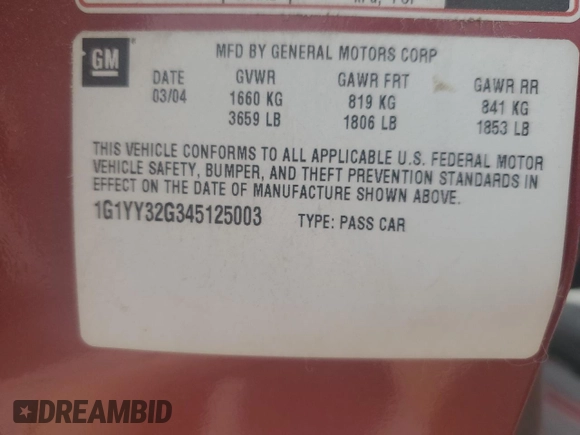 GM
MFD BY GENERAL MOTORS CORP
DATE GVWR GAWR FRT GAWR RR
03/04 1660 KG 819 KG 841 KG
3659 LB 1806 LB 1853 LB
THIS VEHICLE CONFORMS TO ALL APPLICABLE U.S. FEDERAL MOTOR
VEHICLE SAFETY, BUMPER, AND THEFT PREVENTION STANDARDS IN
EFFECT ON THE DATE OF MANUFACTURE SHOWN ABOVE.
1G1YY32G345125003 TYPE: PASS CAR
DREAMBID